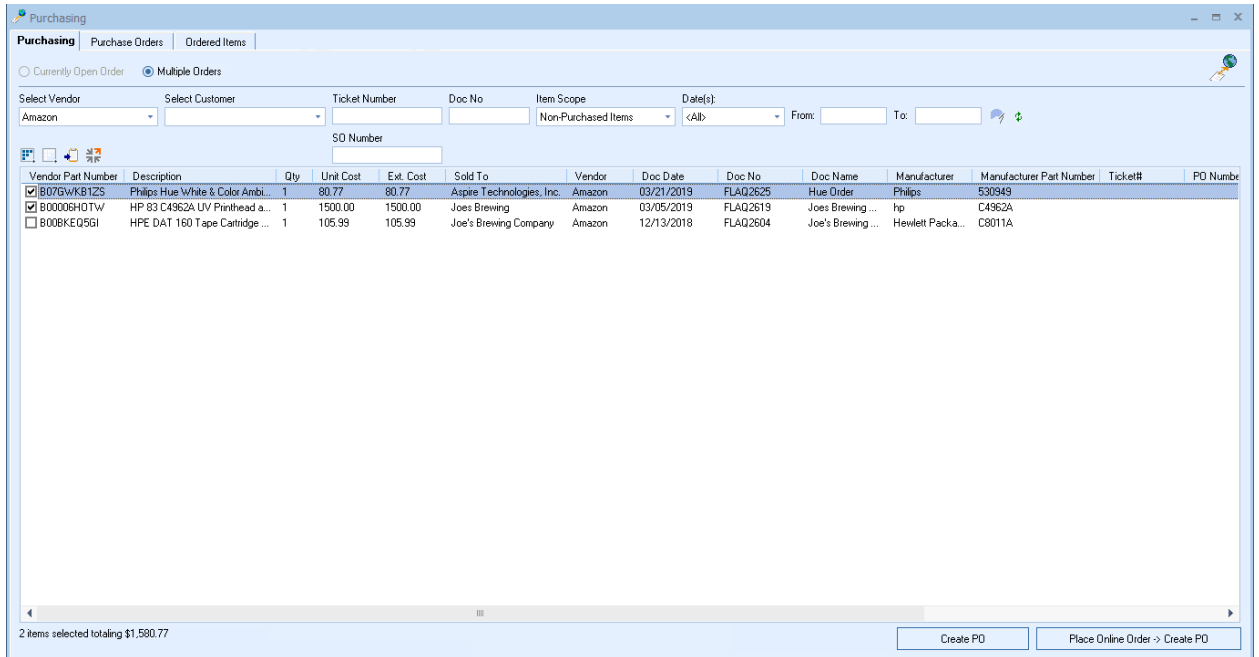 Purchasing
Purchasing Purchase Orders Ordered Items
Currently Open Order Multiple Orders
Select Vendor Select Customer Ticket Number Doc No Item Scope Date(s):
Amazon Non-Purchased Items <All> From: To:
SO Number
Vendor Part Number Description Qty Unit Cost Ext. Cost Sold To Vendor Doc Date Doc No Doc Name Manufacturer Manufacturer Part Number Ticket# PO Numbe
B07GWKB1ZS Philips Hue White & Color Ambi... 1 80.77 80.77 Aspire Technologies, Inc. Amazon 03/21/2019 FLAQ2625 Hue Order Philips 530949
B00006HOTW HP 83 C4962A UV Printhead a... 1 1500.00 1500.00 Joes Brewing Amazon 03/05/2019 FLAQ2619 Joes Brewing ... hp C4962A
B00BKEQ5GI HPE DAT 160 Tape Cartridge ... 1 105.99 105.99 Joe's Brewing Company Amazon 12/13/2018 FLAQ2604 Joe's Brewing ... Hewlett Packa... C8011A
2 items selected totaling $1,580.77
Create PO Place Online Order -> Create PO